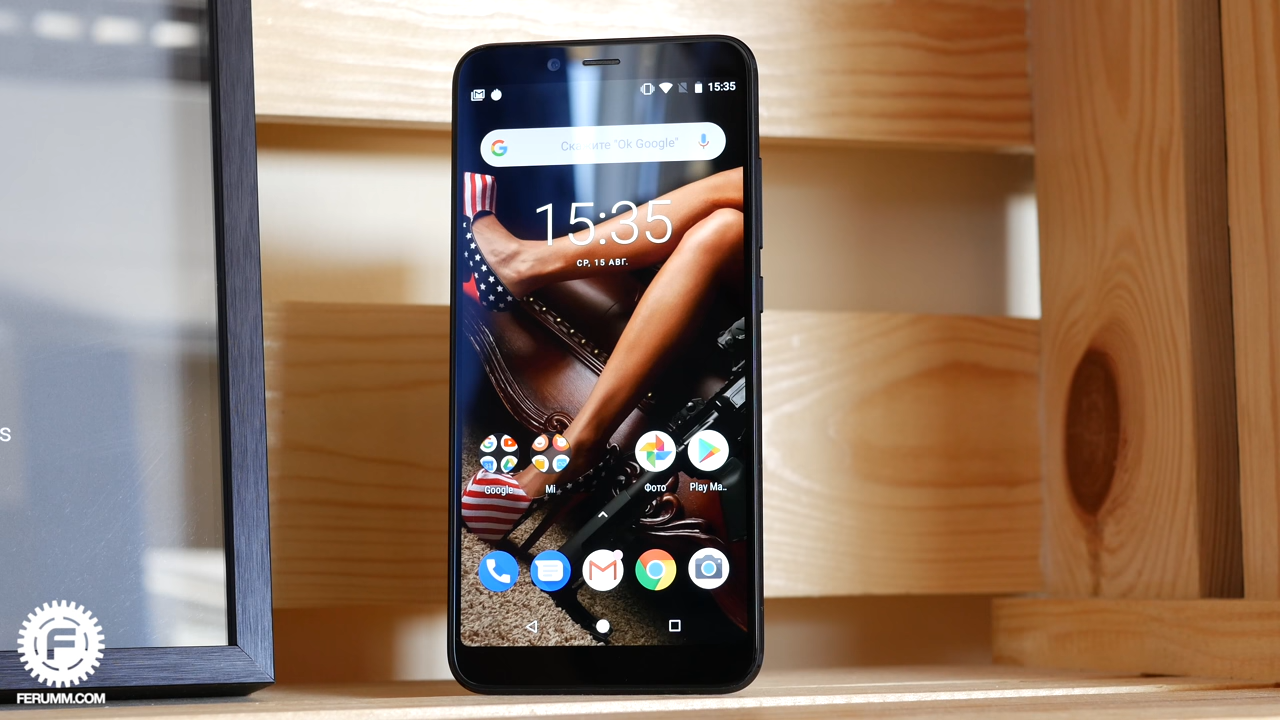 15:35
Скажите "Ok Google"
15:35
СР, 15 АВГ.
Google
Mi
Фото
Play Ma..
S
F
FERUMM.COM